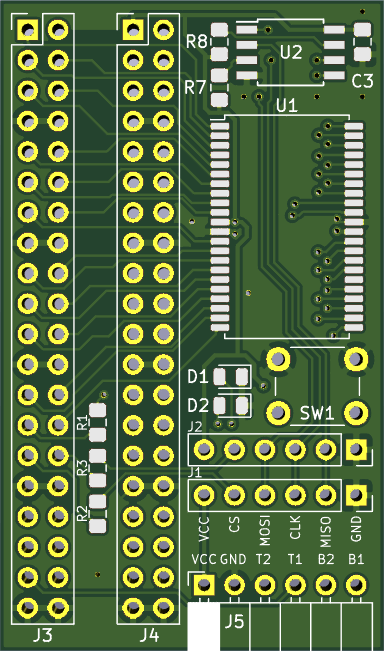 R8
U2
C3
R7
U1
D1
D2
SW1
R1
J2
R3
J1
R2
VCC CS MOSI CLK MISO GND
VCC GND T2 T1 B2 B1
J3 J4 J5